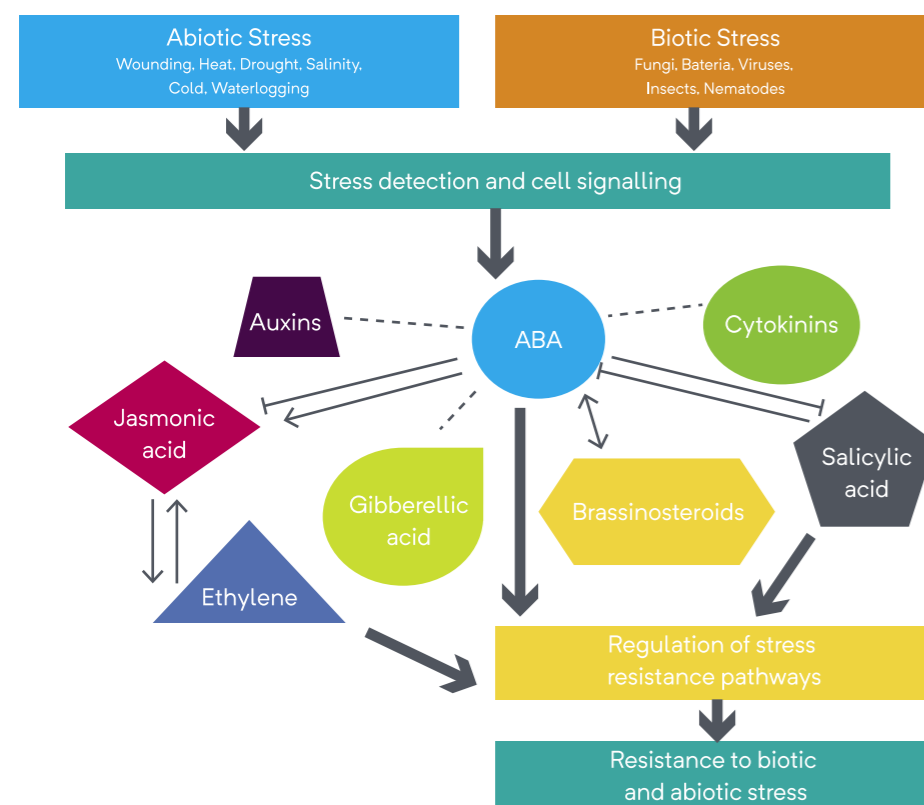 Abiotic Stress
Wounding, Heat, Drought, Salinity,
Cold, Waterlogging
Biotic Stress
Fungi, Bateria, Viruses,
Insects, Nematodes
Stress detection and cell signalling
Auxins
ABA
Cytokinins
Jasmonic
acid
Gibberellic
acid
Brassinosteroids
Salicylic
acid
Ethylene
Regulation of stress
resistance pathways
Resistance to biotic
and abiotic stress